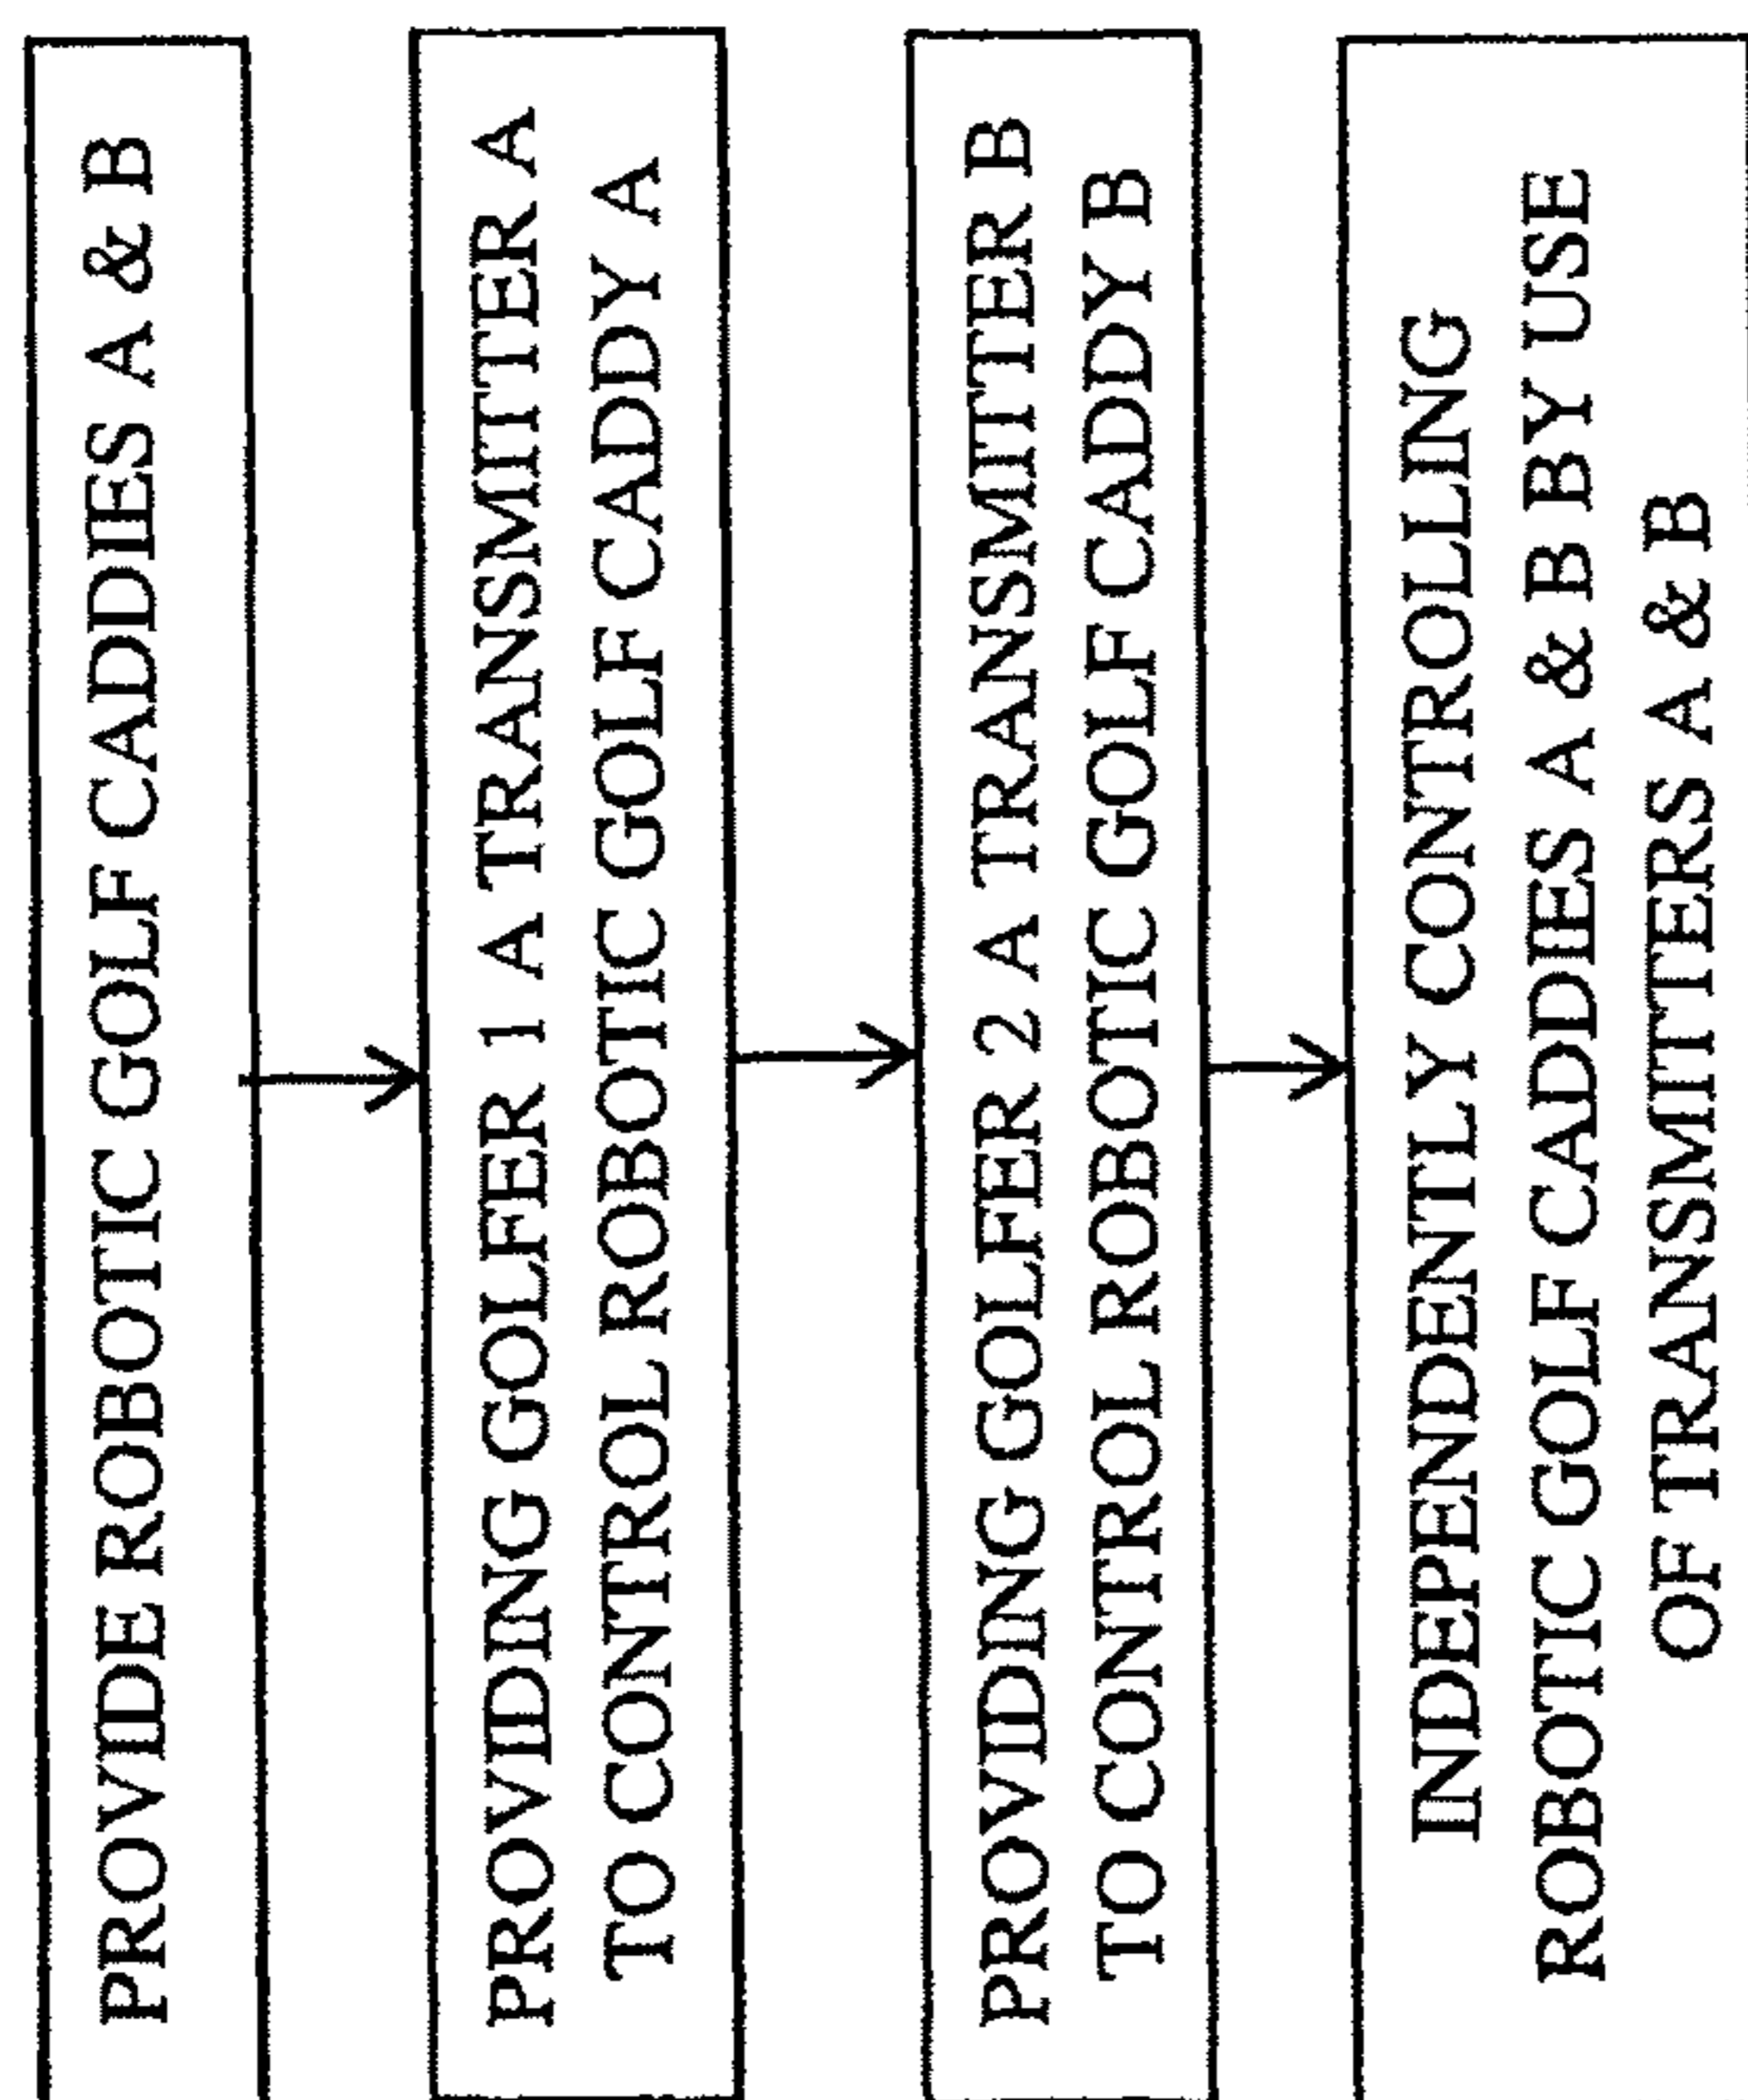 PROVIDE ROBOTIC GOLF CADDIES A & B
PROVIDING GOLFER 1 A TRANSMITTER A
TO CONTROL ROBOTIC GOLF CADDY A
PROVIDING GOLFER 2 A TRANSMITTER B
TO CONTROL ROBOTIC GOLF CADDY B
INDEPENDENTLY CONTROLING
ROBOTIC GOLF CADDIES A & B BY USE
OF TRANSMITTERS A & B